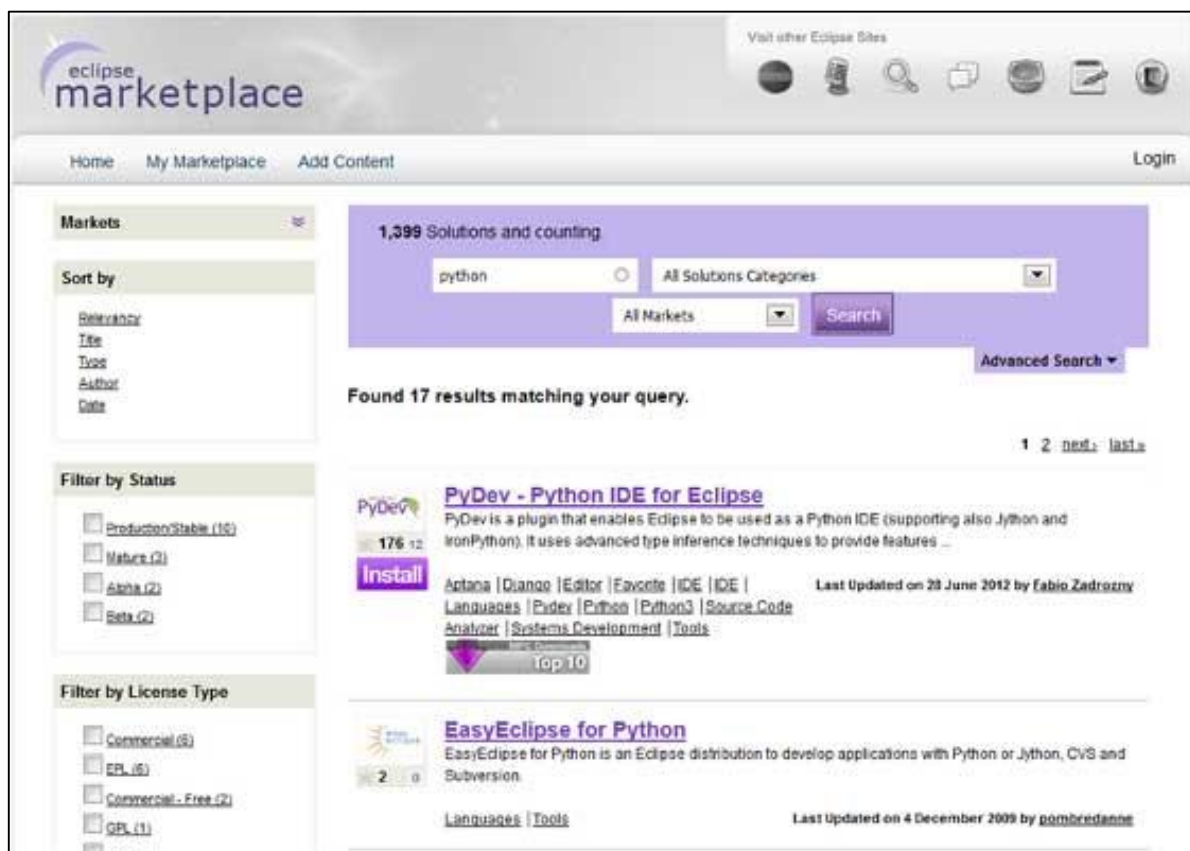 Visit other Eclipse Sites
eclipse
marketplace
Home My Marketplace Add Content Login
Markets
Sort by
Relevancy
Title
Type
Author
Date
Filter by Status
Production/Stable (10)
Mature (3)
Alpha (2)
Beta (2)
Filter by License Type
Commercial (6)
EPL (6)
Commercial - Free (2)
GPL (1)
1,399 Solutions and counting
python All Solutions Categories
All Markets Search
Advanced Search
Found 17 results matching your query.
1 2 next › last »
PyDev
176 12
Install
PyDev - Python IDE for Eclipse
PyDev is a plugin that enables Eclipse to be used as a Python IDE (supporting also Jython and
IronPython). It uses advanced type inference techniques to provide features ...
Aptana | Django | Editor | Favorite | IDE | IDE |
Languages | Pydev | Python | Python3 | Source Code
Analyzer | Systems Development | Tools
Last Updated on 28 June 2012 by Fabio Zadrozny
MPC Downloads
Top 10
2 0
EasyEclipse for Python
EasyEclipse for Python is an Eclipse distribution to develop applications with Python or Jython, CVS and
Subversion.
Languages | Tools
Last Updated on 4 December 2009 by pombredanne